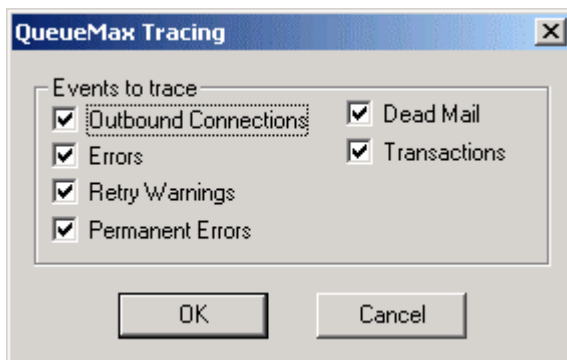 QueueMax Tracing
Events to trace
Outbound Connections
Errors
Retry Warnings
Permanent Errors
Dead Mail
Transactions
OK
Cancel